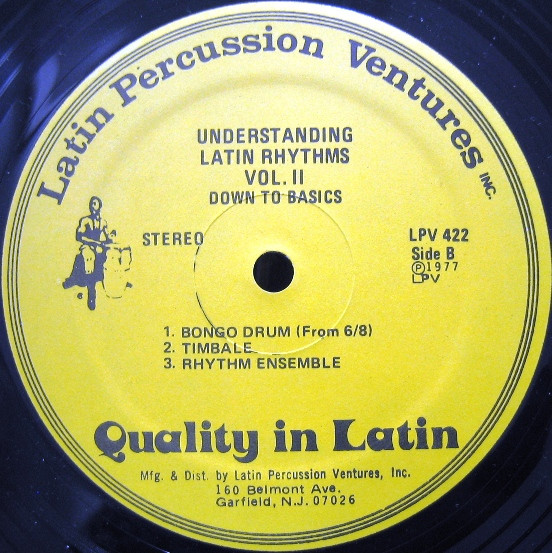 Latin Percussion Ventures INC.
UNDERSTANDING
LATIN RHYTHMS
VOL. II
DOWN TO BASICS
STEREO
LPV 422
Side B
Ⓟ1977
LPV
1. BONGO DRUM (From 6/8)
2. TIMBALE
3. RHYTHM ENSEMBLE
Quality in Latin
Mfg. & Dist. by Latin Percussion Ventures, Inc.
160 Belmont Ave.
Garfield, N.J. 07026